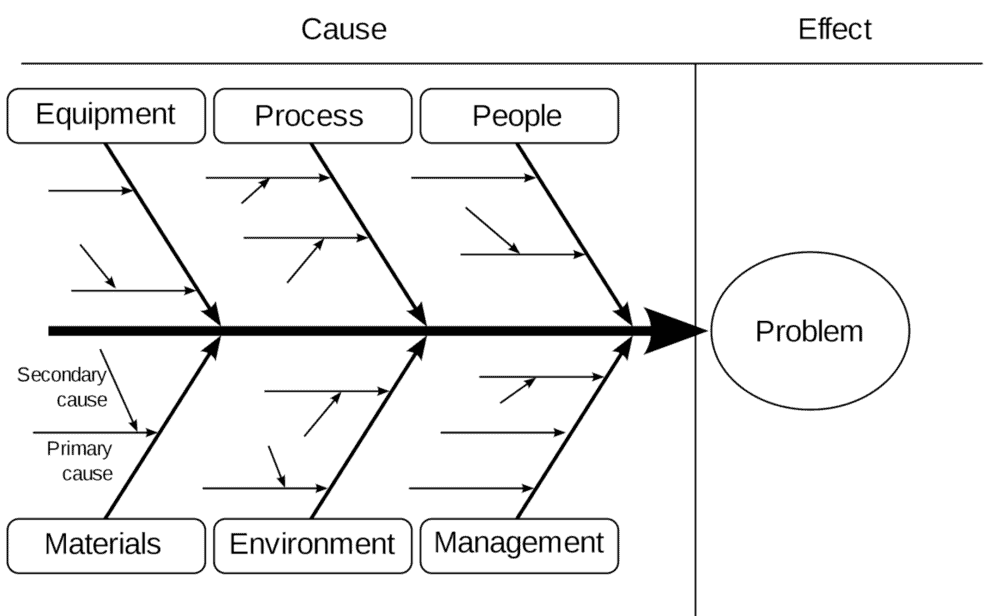 Cause
Effect
Equipment
Process
People
Problem
Secondary
cause
Primary
cause
Materials
Environment
Management